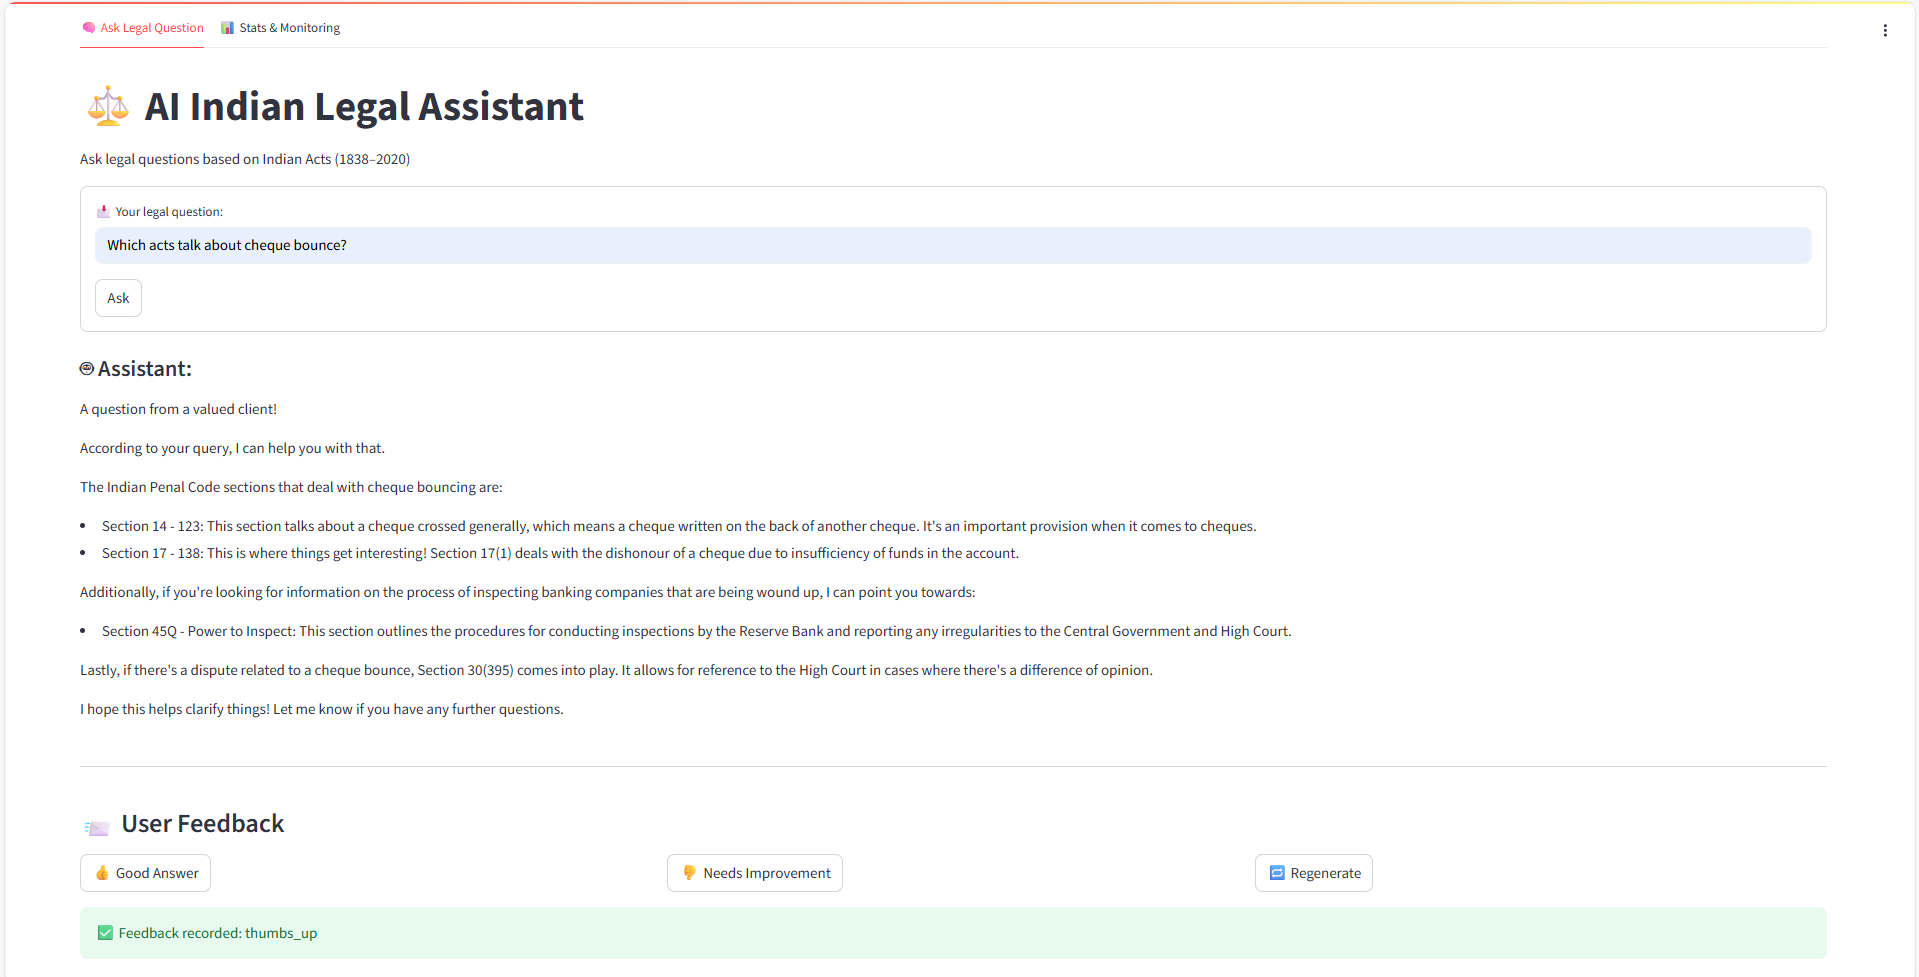 Ask Legal Question
Stats & Monitoring
AI Indian Legal Assistant
Ask legal questions based on Indian Acts (1838–2020)
Your legal question:
Which acts talk about cheque bounce?
Ask
Assistant:
A question from a valued client!
According to your query, I can help you with that.
The Indian Penal Code sections that deal with cheque bouncing are:
• Section 14 - 123: This section talks about a cheque crossed generally, which means a cheque written on the back of another cheque. It's an important provision when it comes to cheques.
• Section 17 - 138: This is where things get interesting! Section 17(1) deals with the dishonour of a cheque due to insufficiency of funds in the account.
Additionally, if you're looking for information on the process of inspecting banking companies that are being wound up, I can point you towards:
• Section 45Q - Power to Inspect: This section outlines the procedures for conducting inspections by the Reserve Bank and reporting any irregularities to the Central Government and High Court.
Lastly, if there's a dispute related to a cheque bounce, Section 30(395) comes into play. It allows for reference to the High Court in cases where there's a difference of opinion.
I hope this helps clarify things! Let me know if you have any further questions.
User Feedback
Good Answer
Needs Improvement
Regenerate
Feedback recorded: thumbs_up